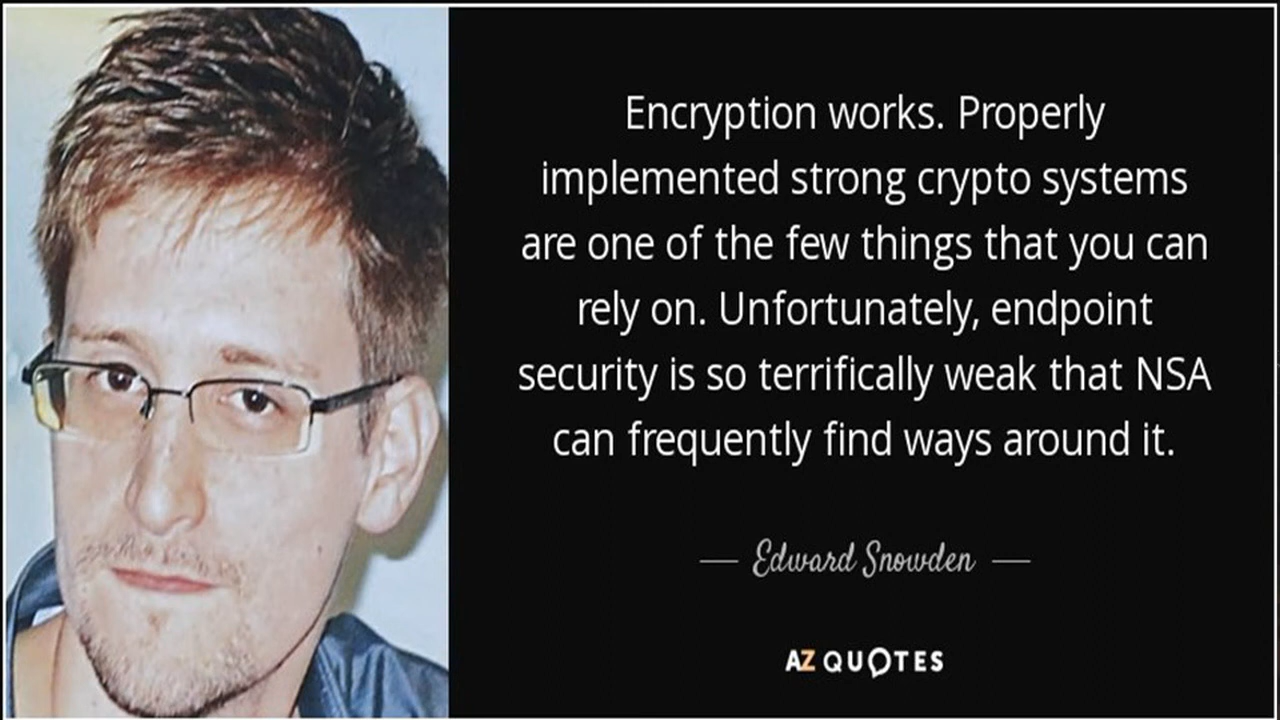 Encryption works. Properly
implemented strong crypto systems
are one of the few things that you can
rely on. Unfortunately, endpoint
security is so terrifically weak that NSA
can frequently find ways around it.
— Edward Snowden —
AZ QUOTES